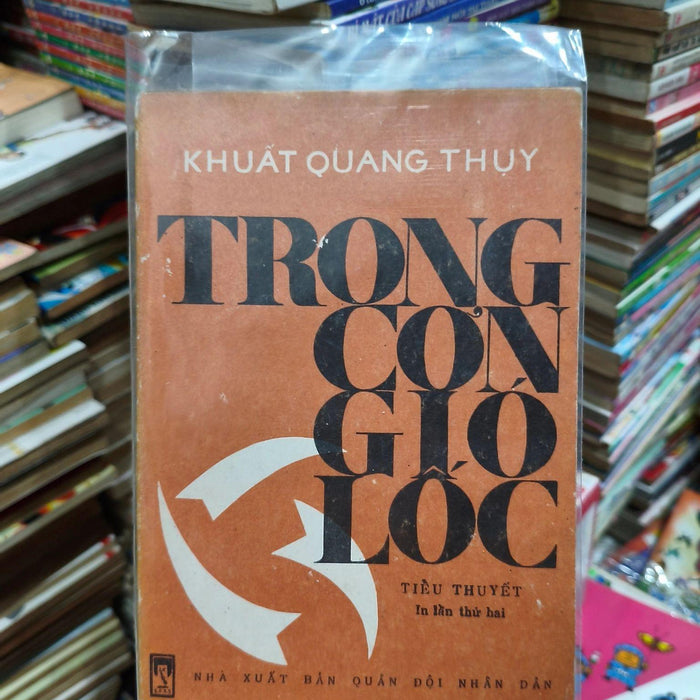 KHUẤT QUANG THỤY
TRONG
CƠN
GIÓ
LỐC
TIỂU THUYẾT
In lần thứ hai
NHÀ XUẤT BẢN QUÂN ĐỘI NHÂN DÂN